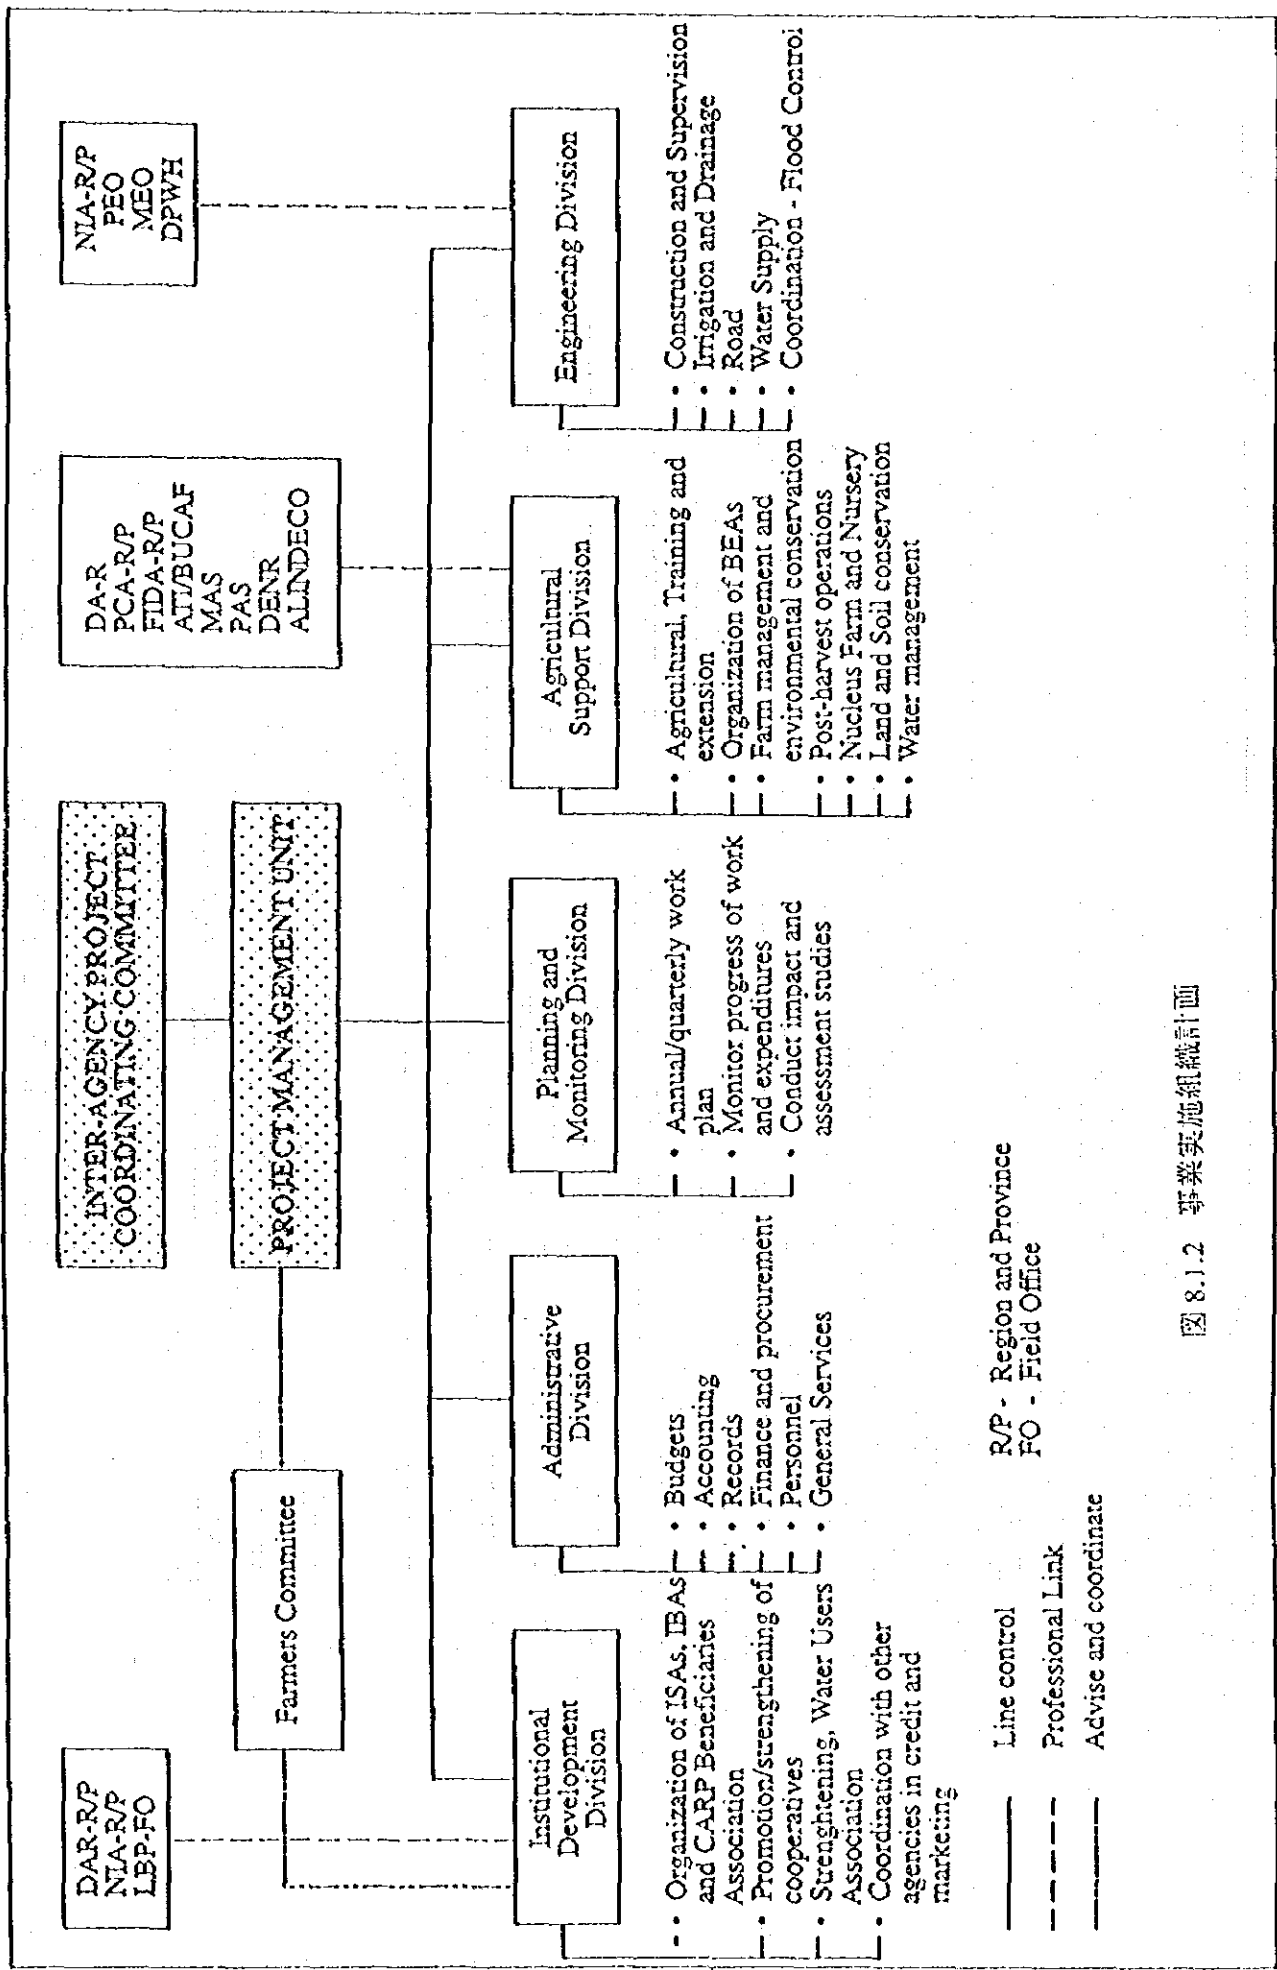 INTER-AGENCY PROJECT
COORDINATING COMMITTEE
PROJECT MANAGEMENT UNIT
DAR-R/P
NIA-R/P
LBP-FO
Farmers Committee
DA-R
PCA-R/P
FIDA-R/P
ATI/BUCAF
MAS
PAS
DENR
ALINDECO
NIA-R/P
PEO
MEO
DPWH
Institutional
Development
Division
• Organization of ISAs, IBAs
and CARP Beneficiaries
Association
• Promotion/strengthening of
cooperatives
• Strenghtening, Water Users
Association
• Coordination with other
agencies in credit and
marketing
Administrative
Division
• Budgets
• Accounting
• Records
• Finance and procurement
• Personnel
• General Services
Planning and
Monitoring Division
• Annual/quarterly work
plan
• Monitor progress of work
and expenditures
• Conduct impact and
assessment studies
Agricultural
Support Division
• Agricultural, Training and
extension
• Organization of BEAs
• Farm management and
environmental conservation
• Post-harvest operations
• Nucleus Farm and Nursery
• Land and Soil conservation
• Water management
Engineering Division
• Construction and Supervision
• Irrigation and Drainage
• Road
• Water Supply
• Coordination - Flood Control
Line control
Professional Link
Advise and coordinate
R/P - Region and Province
FO - Field Office
図 8.1.2 事業実施組織計画